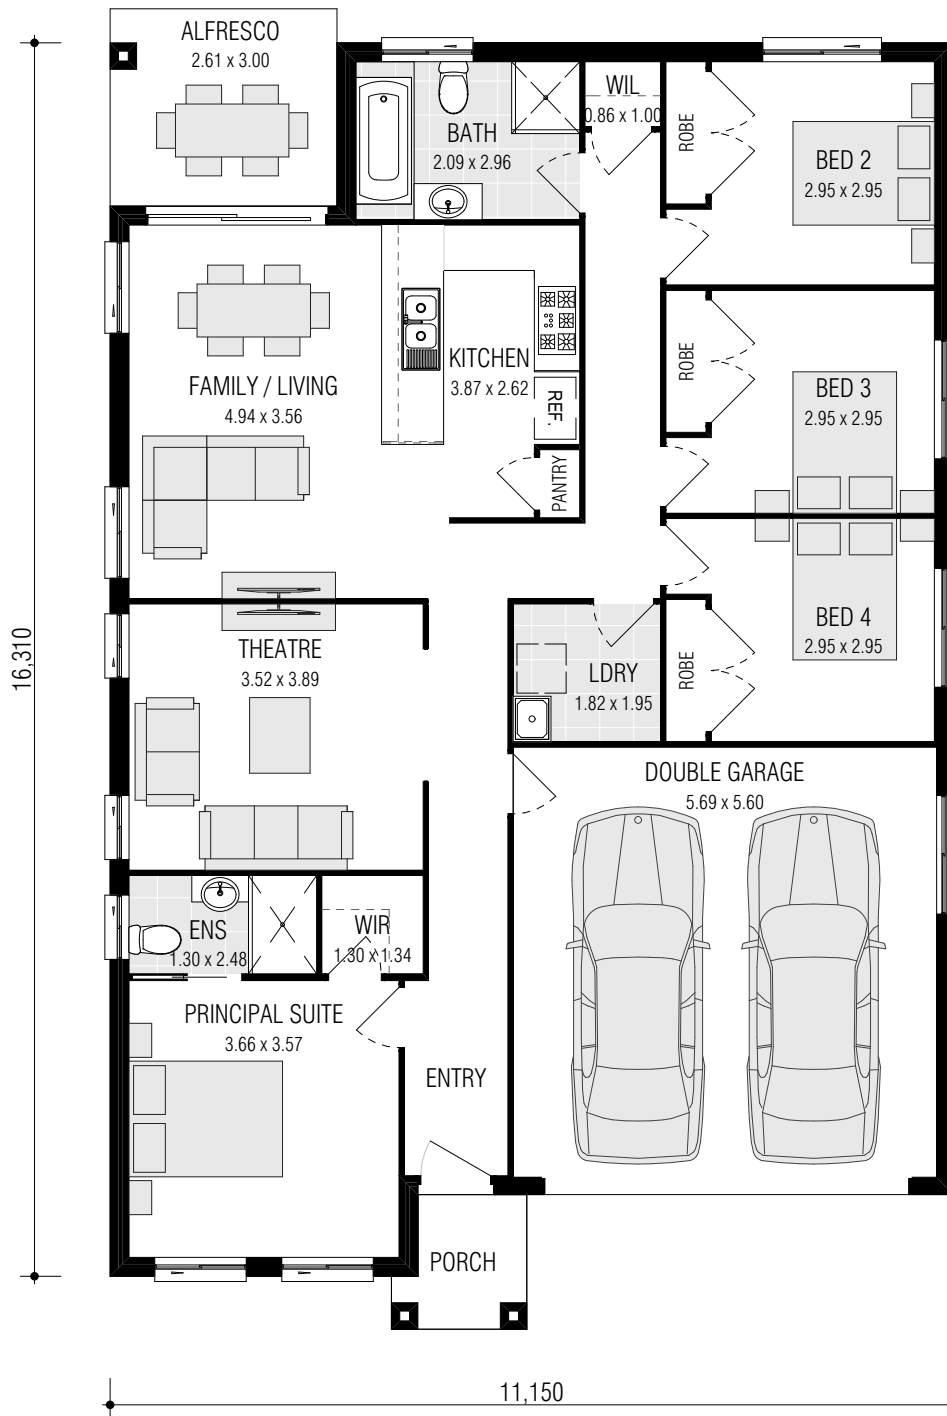 ALFRESCO
2.61 x 3.00
BATH
2.09 x 2.96
WIL
0.86 x 1.00
ROBE
BED 2
2.95 x 2.95
FAMILY / LIVING
4.94 x 3.56
KITCHEN
3.87 x 2.62
REF.
PANTRY
ROBE
BED 3
2.95 x 2.95
16,310
THEATRE
3.52 x 3.89
LDRY
1.82 x 1.95
ROBE
BED 4
2.95 x 2.95
DOUBLE GARAGE
5.69 x 5.60
ENS
1.30 x 2.48
WIR
1.30 x 1.34
PRINCIPAL SUITE
3.66 x 3.57
ENTRY
PORCH
11,150